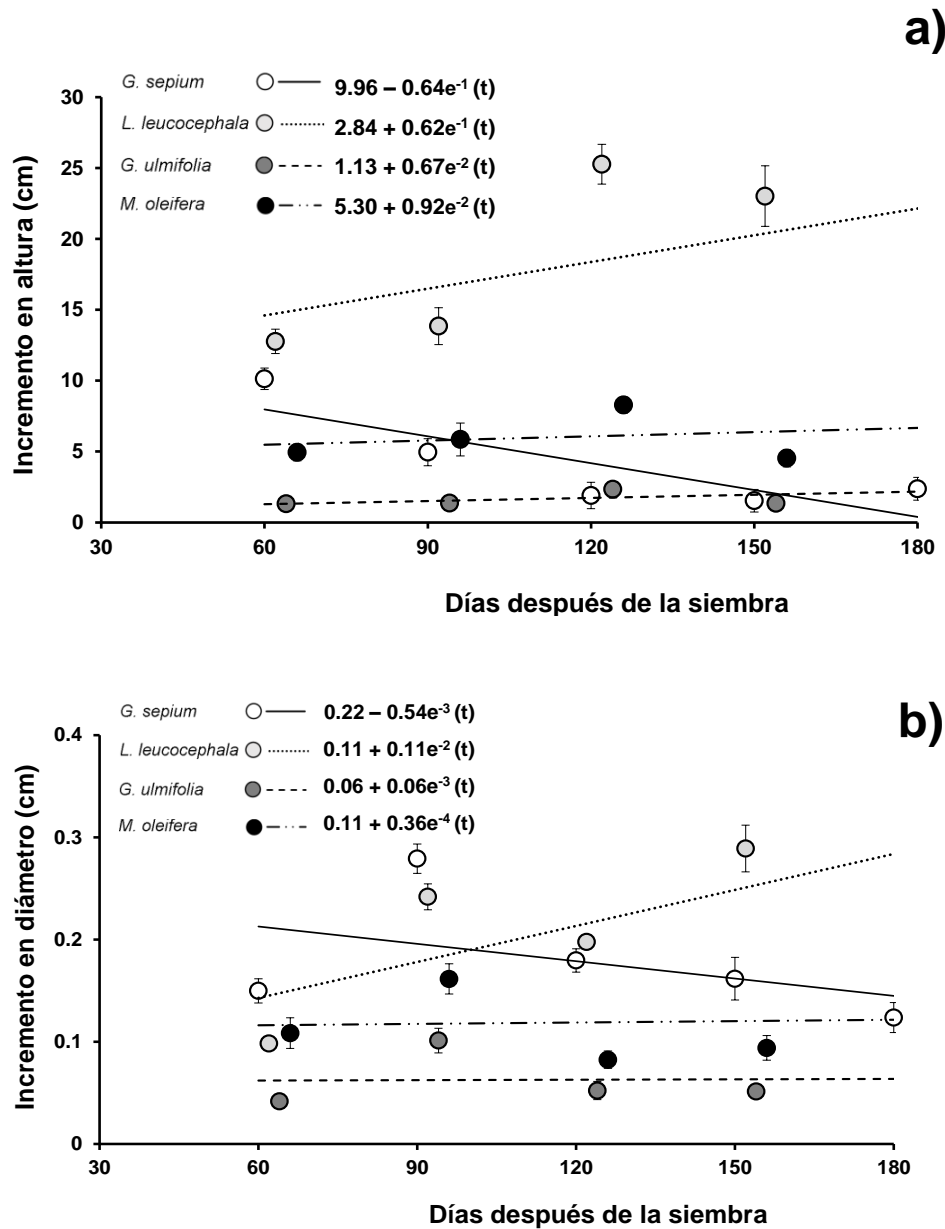 a)
G. sepium 9.96 – 0.64e⁻¹ (t)
L. leucocephala 2.84 + 0.62e⁻¹ (t)
G. ulmifolia 1.13 + 0.67e⁻² (t)
M. oleifera 5.30 + 0.92e⁻² (t)
Incremento en altura (cm)
30
25
20
15
10
5
0
30 60 90 120 150 180
Días después de la siembra
b)
G. sepium 0.22 – 0.54e⁻³ (t)
L. leucocephala 0.11 + 0.11e⁻² (t)
G. ulmifolia 0.06 + 0.06e⁻³ (t)
M. oleifera 0.11 + 0.36e⁻⁴ (t)
Incremento en diámetro (cm)
0.4
0.3
0.2
0.1
0
30 60 90 120 150 180
Días después de la siembra